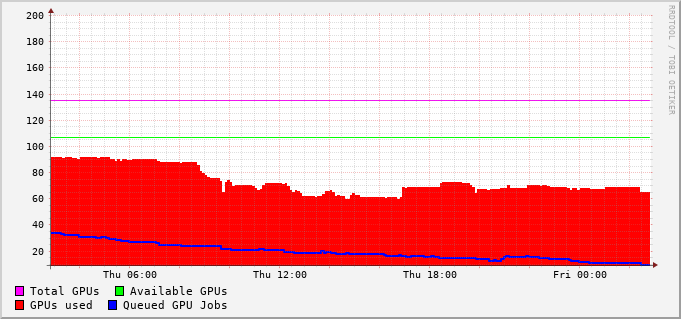 RRDTOOL / TOBI OETIKER
200
180
160
140
120
100
80
60
40
20
Thu 06:00 Thu 12:00 Thu 18:00 Fri 00:00
Total GPUs Available GPUs
GPUs used Queued GPU Jobs